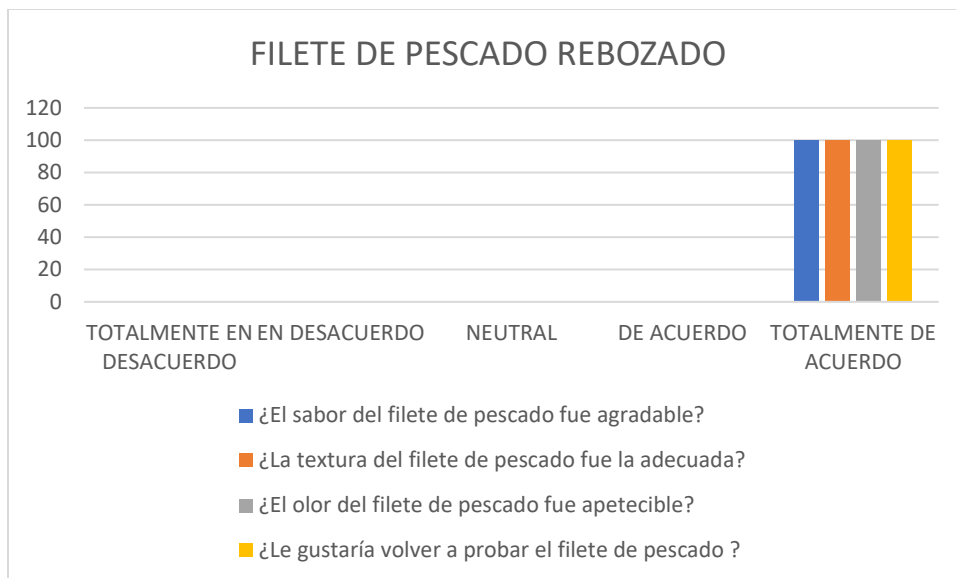 FILETE DE PESCADO REBOZADO
120
100
80
60
40
20
0
TOTALMENTE EN DESACUERDO
EN DESACUERDO
NEUTRAL
DE ACUERDO
TOTALMENTE DE ACUERDO
¿El sabor del filete de pescado fue agradable?
¿La textura del filete de pescado fue la adecuada?
¿El olor del filete de pescado fue apetecible?
¿Le gustaría volver a probar el filete de pescado ?